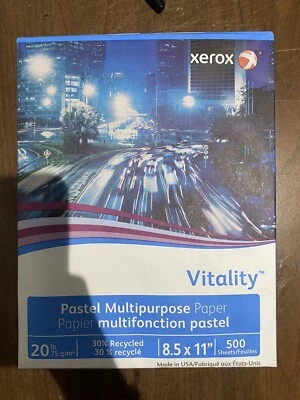 xerox
Vitality™
Pastel Multipurpose Paper
Papier multifonction pastel
20 lb. 75 g/m²
30% Recycled
30 % recyclé
8.5 x 11"
500
Sheets/Feuilles
Made in USA/Fabriqué aux États-Unis